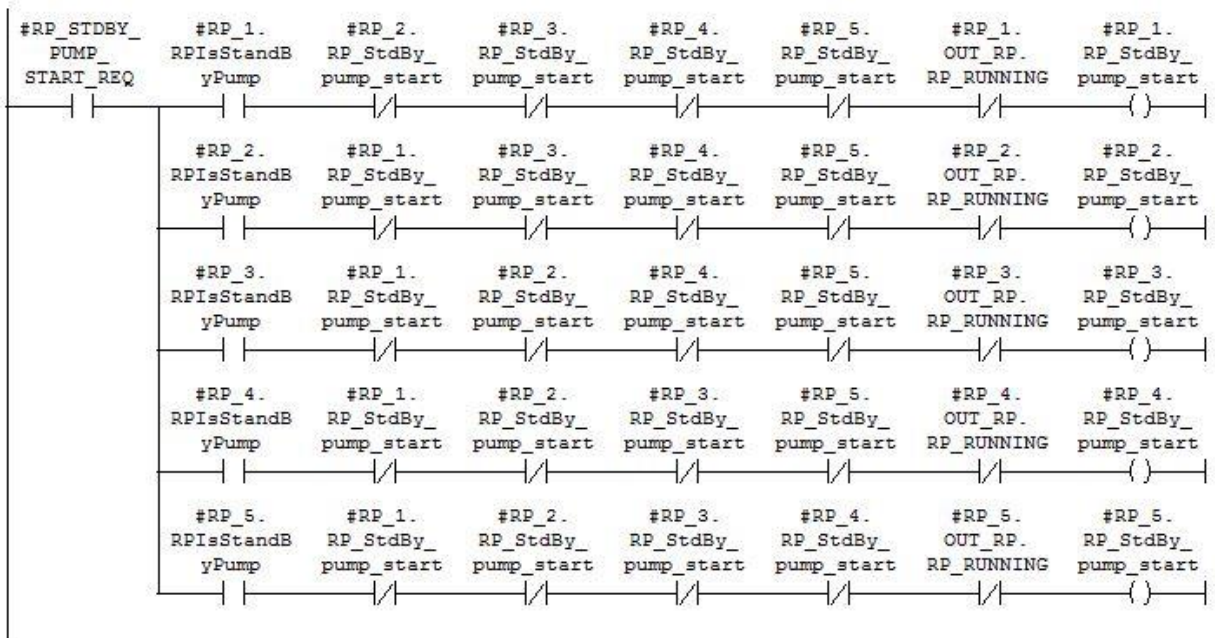 #RP_STDBY_ #RP_1. #RP_2. #RP_3. #RP_4. #RP_5. #RP_1. #RP_1.
PUMP_ RPIsStandB RP_StdBy_ RP_StdBy_ RP_StdBy_ RP_StdBy_ OUT_RP. RP_StdBy_
START_REQ yPump pump_start pump_start pump_start pump_start RP_RUNNING pump_start
#RP_2. #RP_1. #RP_3. #RP_4. #RP_5. #RP_2. #RP_2.
RPIsStandB RP_StdBy_ RP_StdBy_ RP_StdBy_ RP_StdBy_ OUT_RP. RP_StdBy_
yPump pump_start pump_start pump_start pump_start RP_RUNNING pump_start
#RP_3. #RP_1. #RP_2. #RP_4. #RP_5. #RP_3. #RP_3.
RPIsStandB RP_StdBy_ RP_StdBy_ RP_StdBy_ RP_StdBy_ OUT_RP. RP_StdBy_
yPump pump_start pump_start pump_start pump_start RP_RUNNING pump_start
#RP_4. #RP_1. #RP_2. #RP_3. #RP_5. #RP_4. #RP_4.
RPIsStandB RP_StdBy_ RP_StdBy_ RP_StdBy_ RP_StdBy_ OUT_RP. RP_StdBy_
yPump pump_start pump_start pump_start pump_start RP_RUNNING pump_start
#RP_5. #RP_1. #RP_2. #RP_3. #RP_4. #RP_5. #RP_5.
RPIsStandB RP_StdBy_ RP_StdBy_ RP_StdBy_ RP_StdBy_ OUT_RP. RP_StdBy_
yPump pump_start pump_start pump_start pump_start RP_RUNNING pump_start